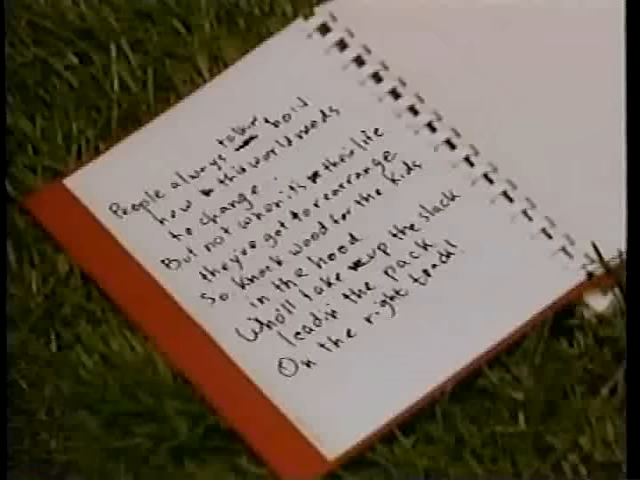 People always talkin bold
how this world needs
to change.
But not when it's their life
they've got to rearrange
So, knock wood for the kids
in the hood
Who'll take up the slack
leadin the pack
On the right track!